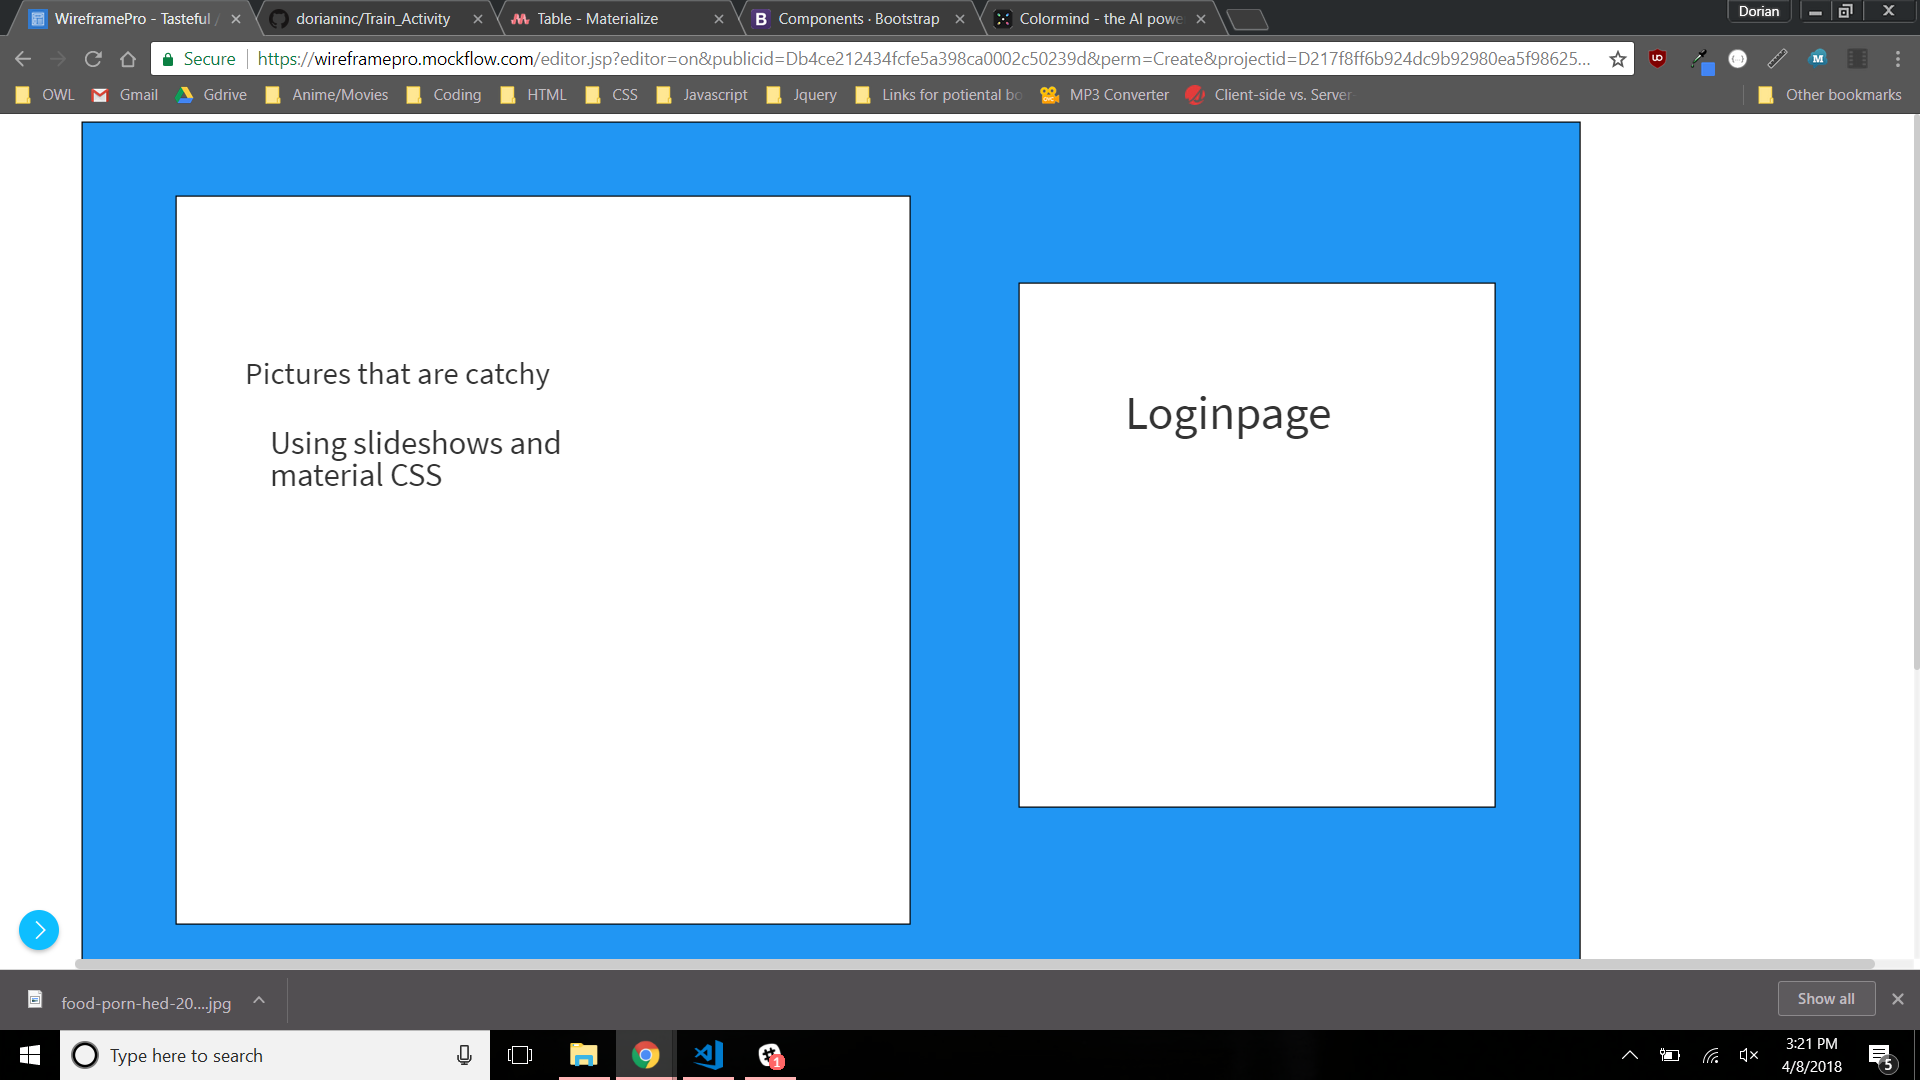 WireframePro - Tasteful
dorianinc/Train_Activity
Table - Materialize
Components · Bootstrap
Colormind - the AI powe
Dorian
Secure
https://wireframepro.mockflow.com/editor.jsp?editor=on&publicid=Db4ce212434fcfe5a398ca0002c50239d&perm=Create&projectid=D217f8ff6b924dc9b92980ea5f98625...
OWL
Gmail
Gdrive
Anime/Movies
Coding
HTML
CSS
Javascript
Jquery
Links for potiental bo
MP3 Converter
Client-side vs. Server
Other bookmarks
Pictures that are catchy
Using slideshows and
material CSS
Loginpage
food-porn-hed-20....jpg
Show all
Type here to search
1
3:21 PM
4/8/2018
5